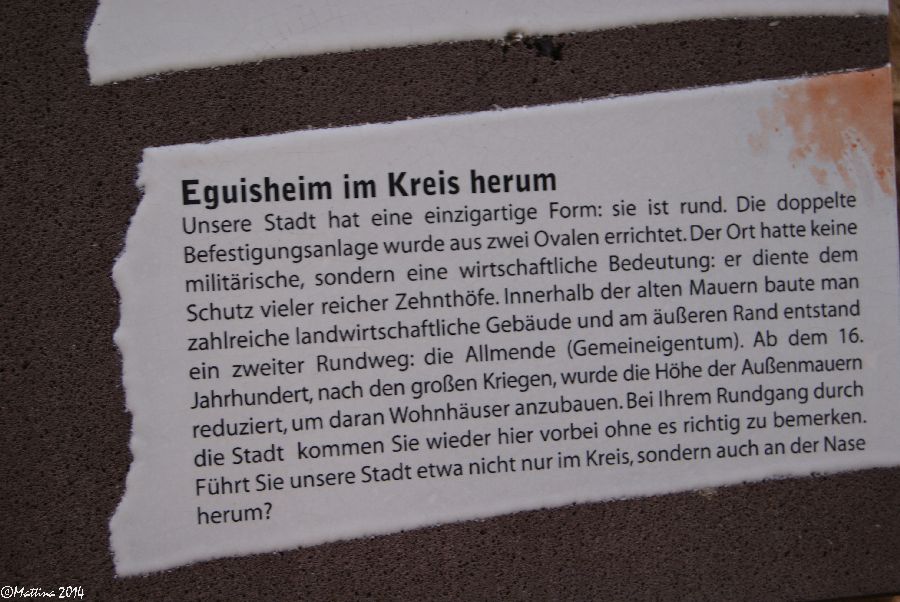 Eguisheim im Kreis herum
Unsere Stadt hat eine einzigartige Form: sie ist rund. Die doppelte
Befestigungsanlage wurde aus zwei Ovalen errichtet. Der Ort hatte keine
militärische, sondern eine wirtschaftliche Bedeutung: er diente dem
Schutz vieler reicher Zehnthöfe. Innerhalb der alten Mauern baute man
zahlreiche landwirtschaftliche Gebäude und am äußeren Rand entstand
ein zweiter Rundweg: die Allmende (Gemeineigentum). Ab dem 16.
Jahrhundert, nach den großen Kriegen, wurde die Höhe der Außenmauern
reduziert, um daran Wohnhäuser anzubauen. Bei Ihrem Rundgang durch
die Stadt kommen Sie wieder hier vorbei ohne es richtig zu bemerken.
Führt Sie unsere Stadt etwa nicht nur im Kreis, sondern auch an der Nase
herum?
©Mattina 2014